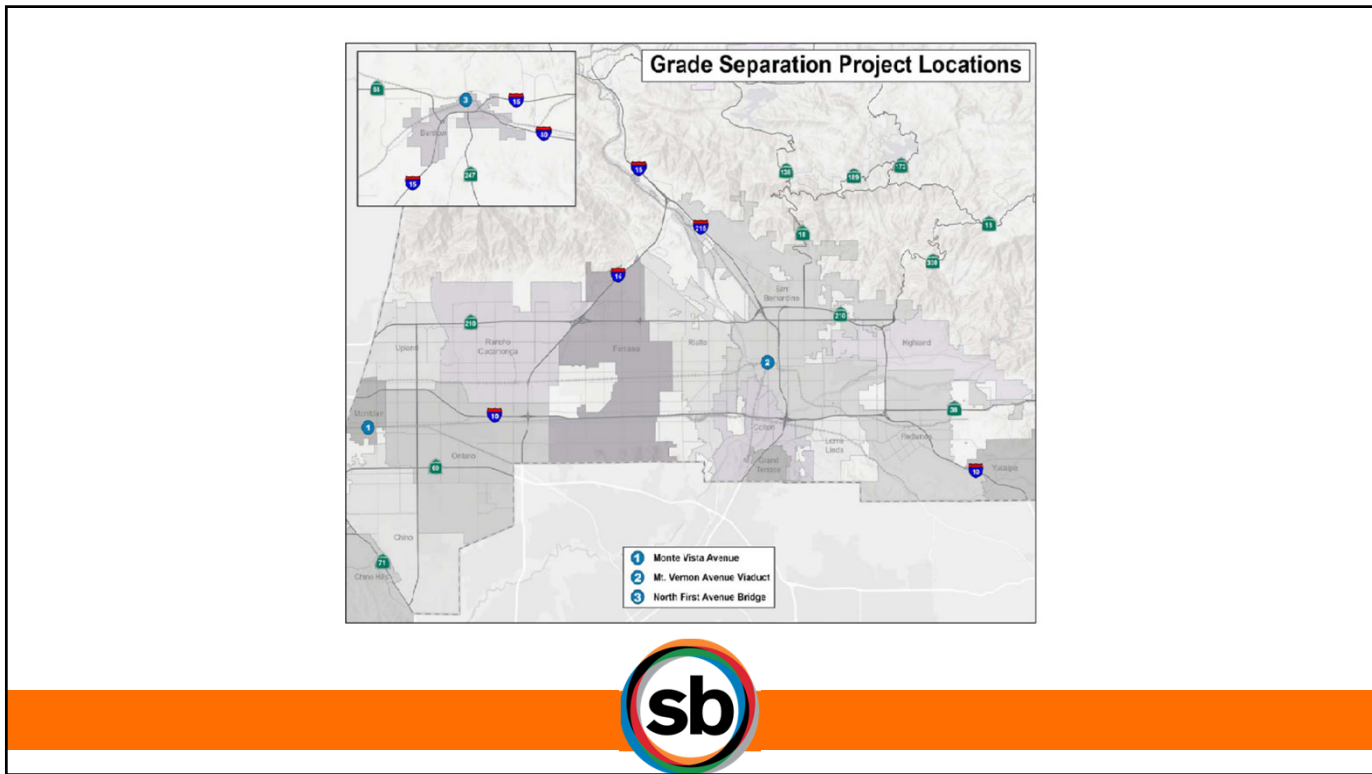 Grade Separation Project Locations
58
3
15
40
Barstow
15
247
15
138
189
173
18
18
215
330
15
San
Bernardino
210
210
Upland
Rancho
Cucamonga
Fontana
Rialto
Highland
2
Montclair
10
38
1
Colton
Ontario
Loma
Linda
Redlands
60
Grand
Terrace
10
Yucaipa
Chino
71
Chino Hills
1 Monte Vista Avenue
2 Mt. Vernon Avenue Viaduct
3 North First Avenue Bridge
sb